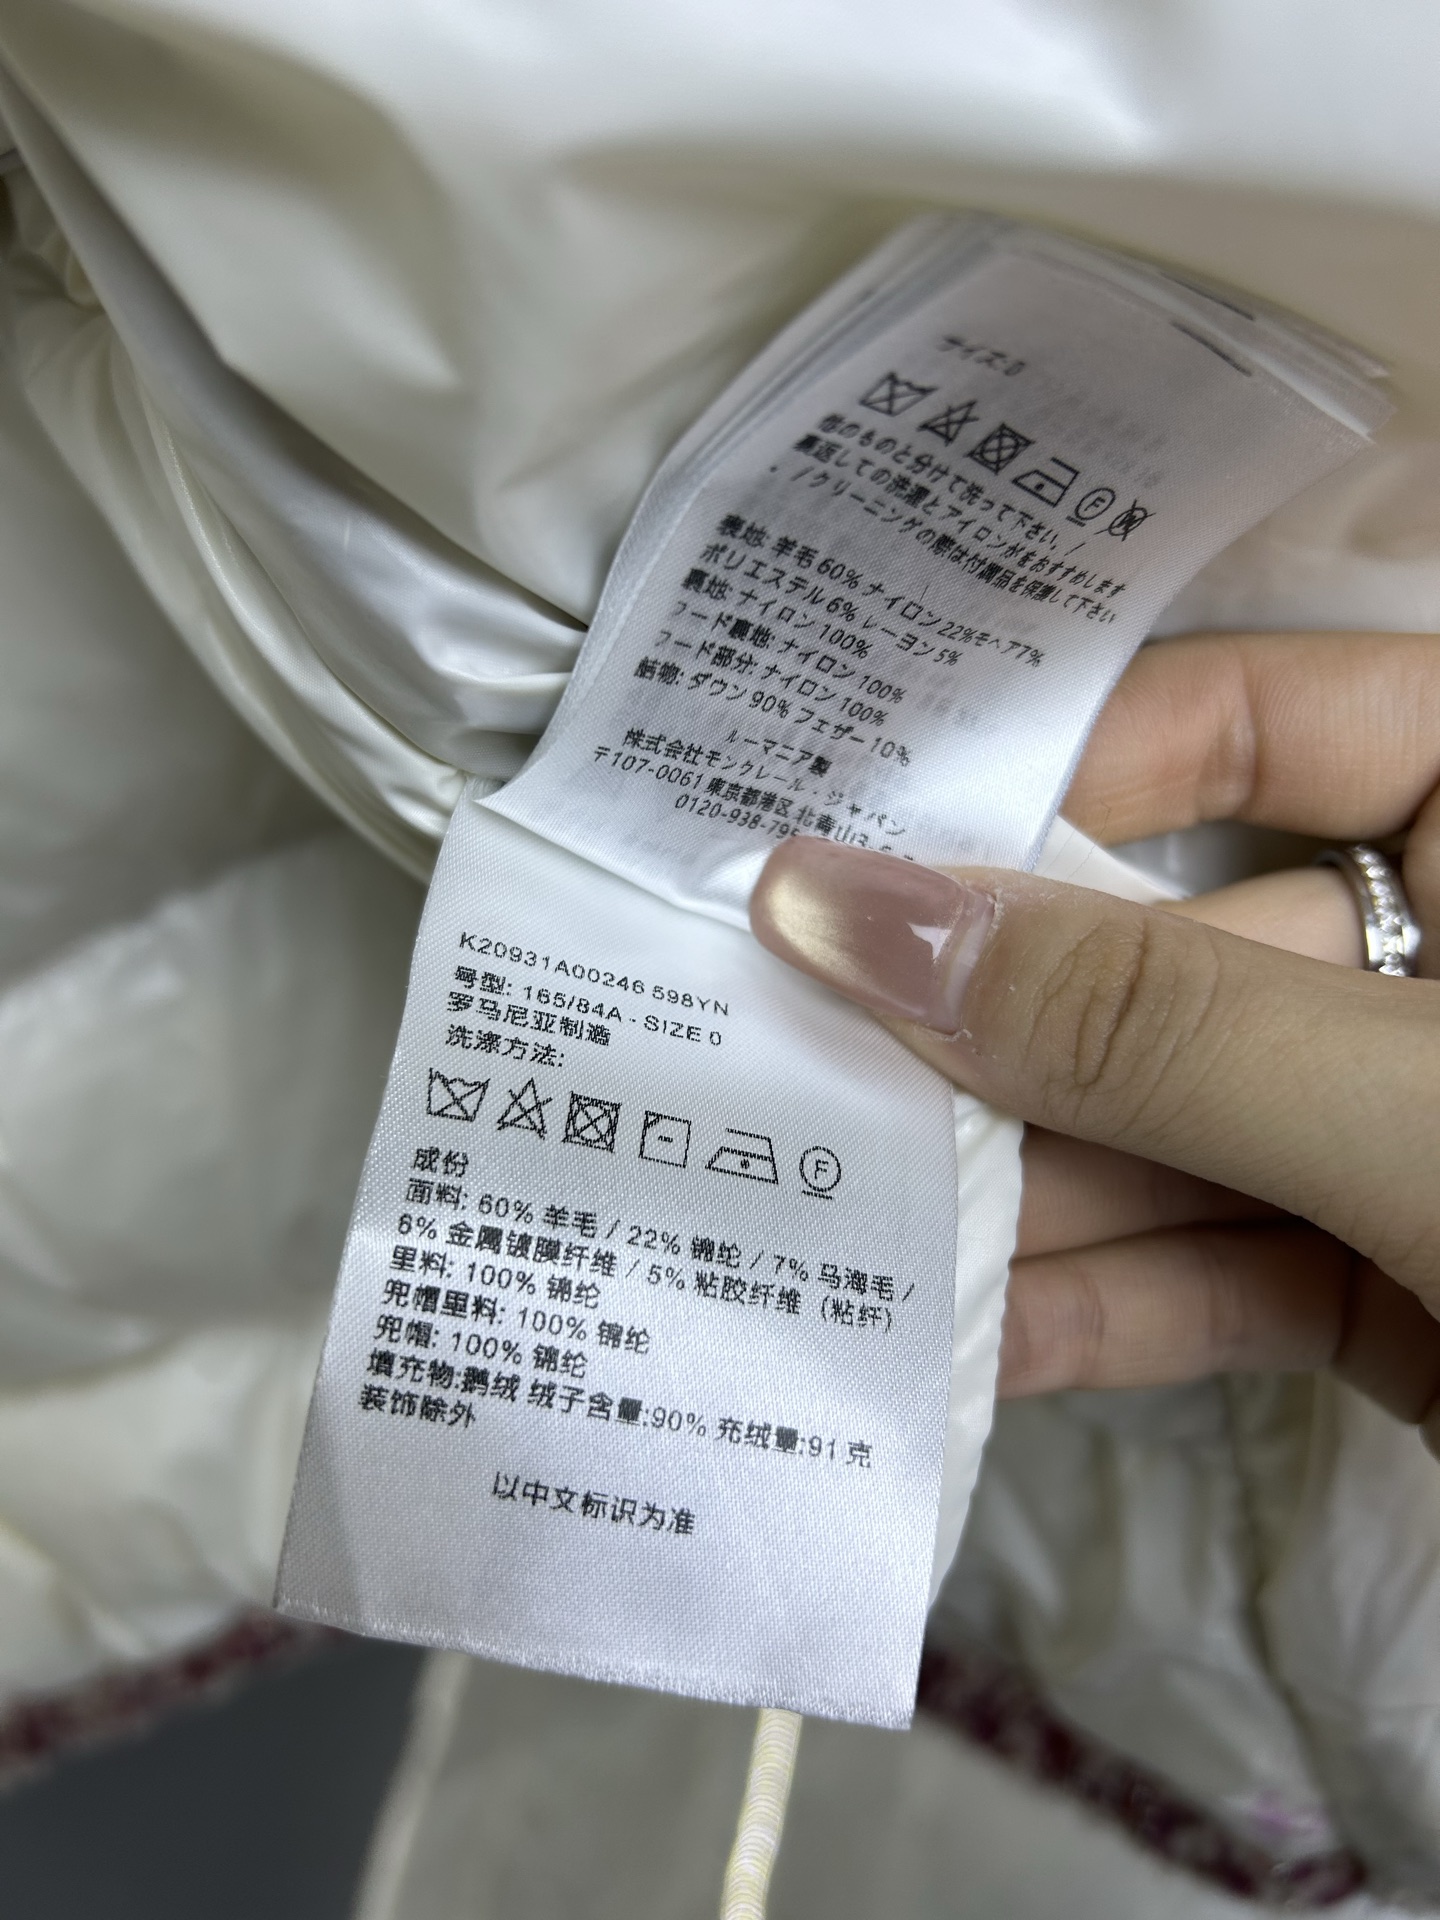 サイズ: 0
他のものと分けて洗って下さい。/
裏返しての洗濯とアイロンがをおすすめします
。/クリーニングの際は付属品を保護して下さい
表地: 羊毛 60% ナイロン 22% モヘア 7%
ポリエステル 6% レーヨン 5%
裏地: ナイロン 100%
フード裏地: ナイロン 100%
フード部分: ナイロン 100%
詰物: ダウン 90% フェザー 10%
ルーマニア製
株式会社モンクレール・ジャパン
〒107-0061 東京都港区北青山
0120-938-795
K20931A00246 598YN
号型: 165/84A - SIZE 0
罗马尼亚制造
洗涤方法:
F
成份
面料: 60% 羊毛 / 22% 锦纶 / 7% 马海毛 /
6% 金属镀膜纤维 / 5% 粘胶纤维（粘纤）
里料: 100% 锦纶
兜帽里料: 100% 锦纶
兜帽: 100% 锦纶
填充物:鹅绒 绒子含量:90% 充绒量:91 克
装饰除外
以中文标识为准